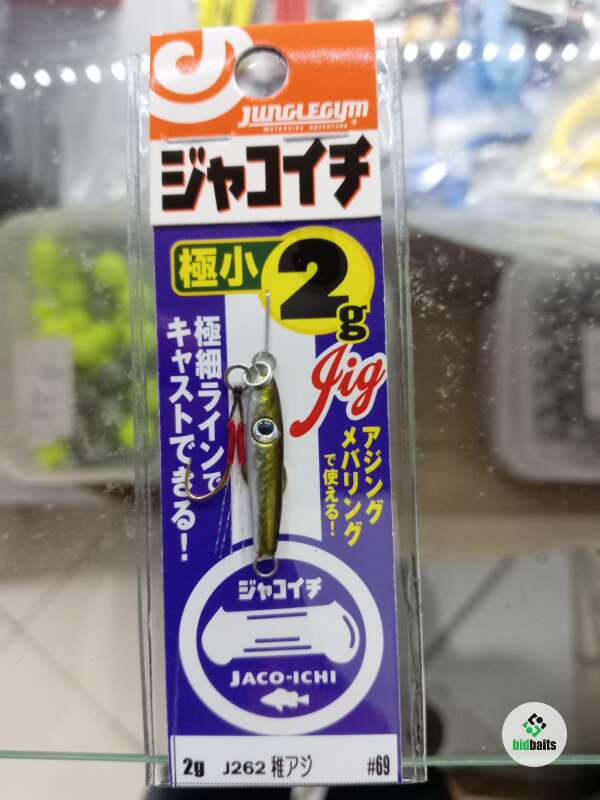 JUNGLEGYM
WATERSIDE ADVENTURE
ジャコイチ
極小
2g
Jig
極細ラインで
キャストできる!
アジング
メバリング
で使える!
ジャコイチ
JACO-ICHI
2g J262 稚アジ #69
bidbaits